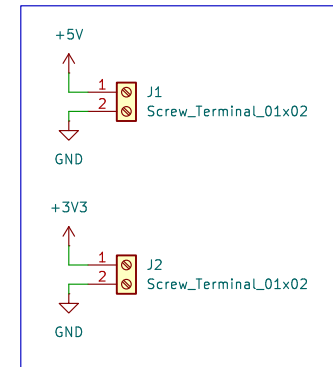 +5V
1
J1
2
Screw_Terminal_01x02
GND
+3V3
1
J2
2
Screw_Terminal_01x02
GND